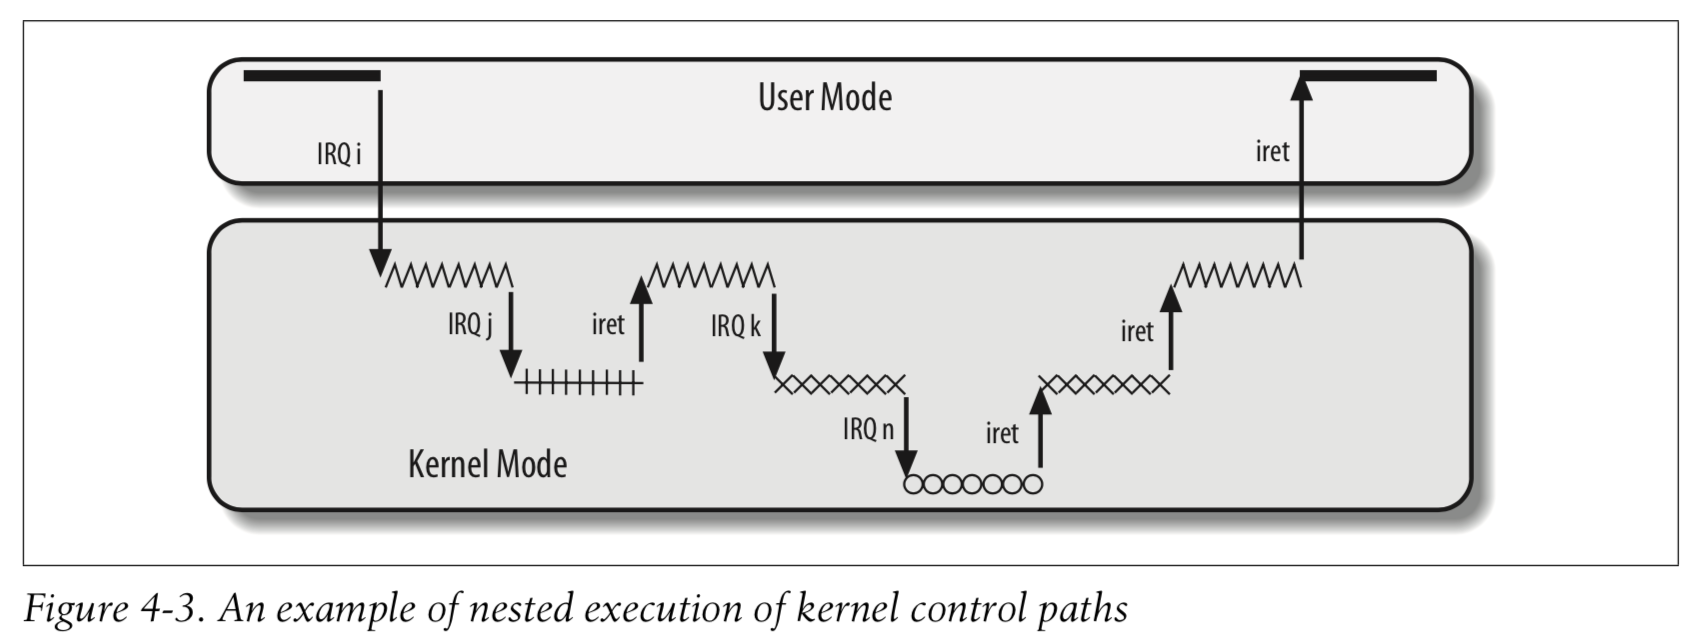 User Mode
IRQ i
iret
IRQ j
iret
IRQ k
iret
IRQ n
iret
Kernel Mode
Figure 4-3. An example of nested execution of kernel control paths